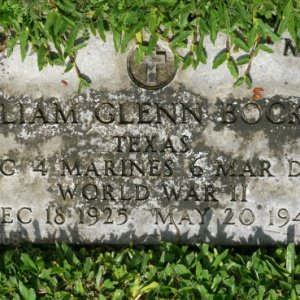 LIAM GLENN BOCK
TEXAS
C 4 MARINES 6 MAR D
WORLD WAR II
EC 18 1925 MAY 20 194